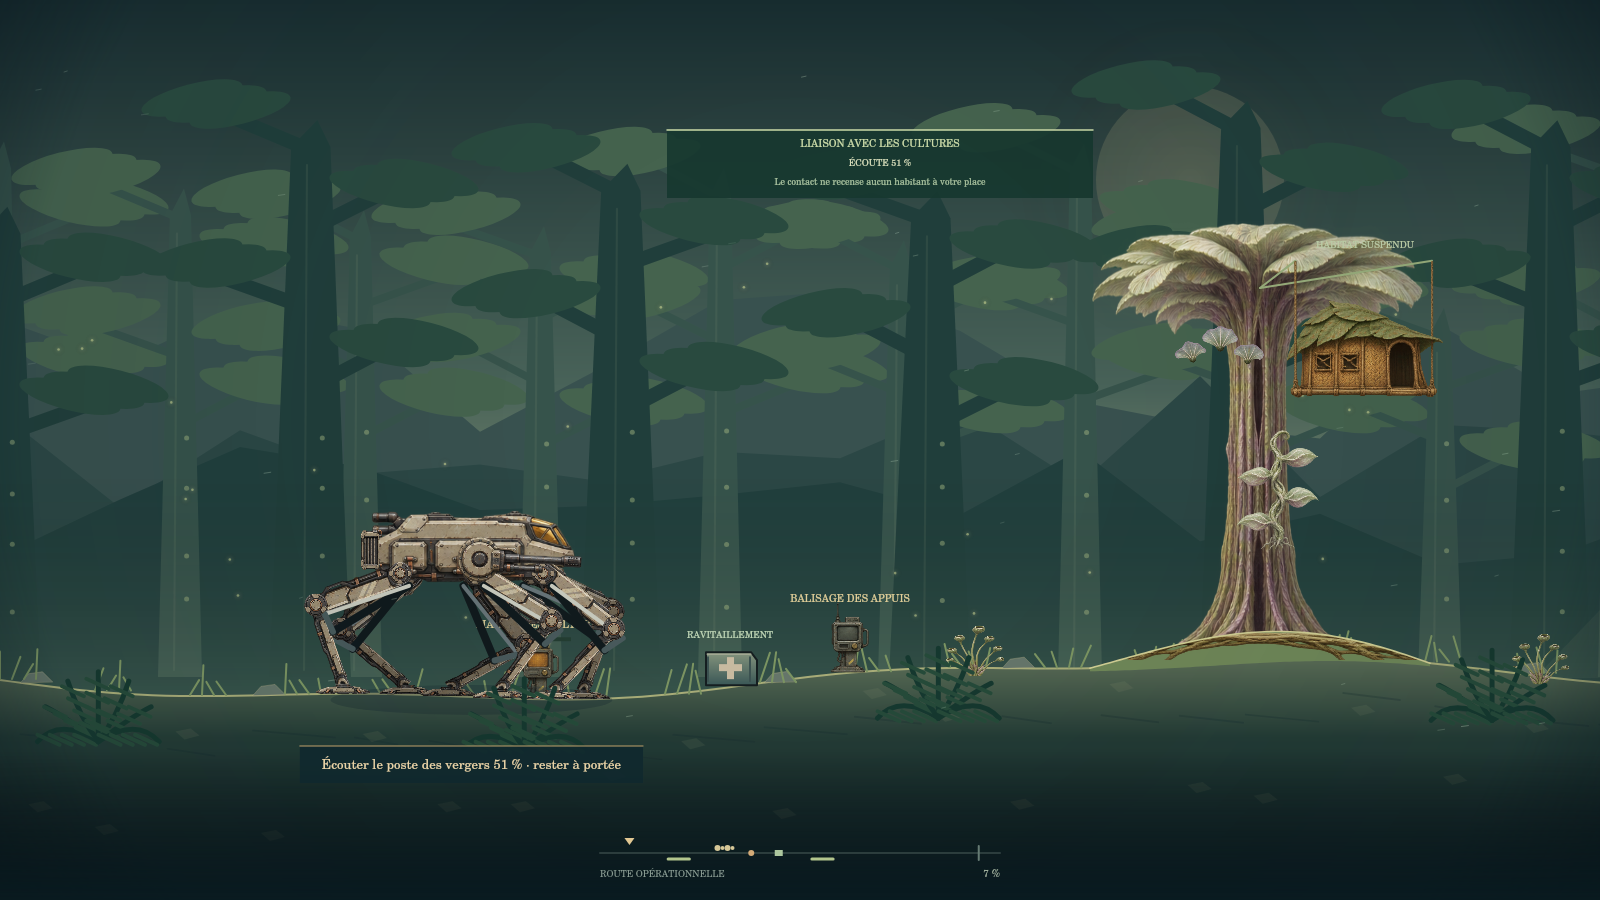 LIAISON AVEC LES CULTURES
ÉCOUTE 51 %
Le contact ne recense aucun habitant à votre place
HABITAT SUSPENDU
BALISAGE DES APPUIS
RAVITAILLEMENT
Écouter le poste des vergers 51 % · rester à portée
ROUTE OPÉRATIONNELLE
7 %